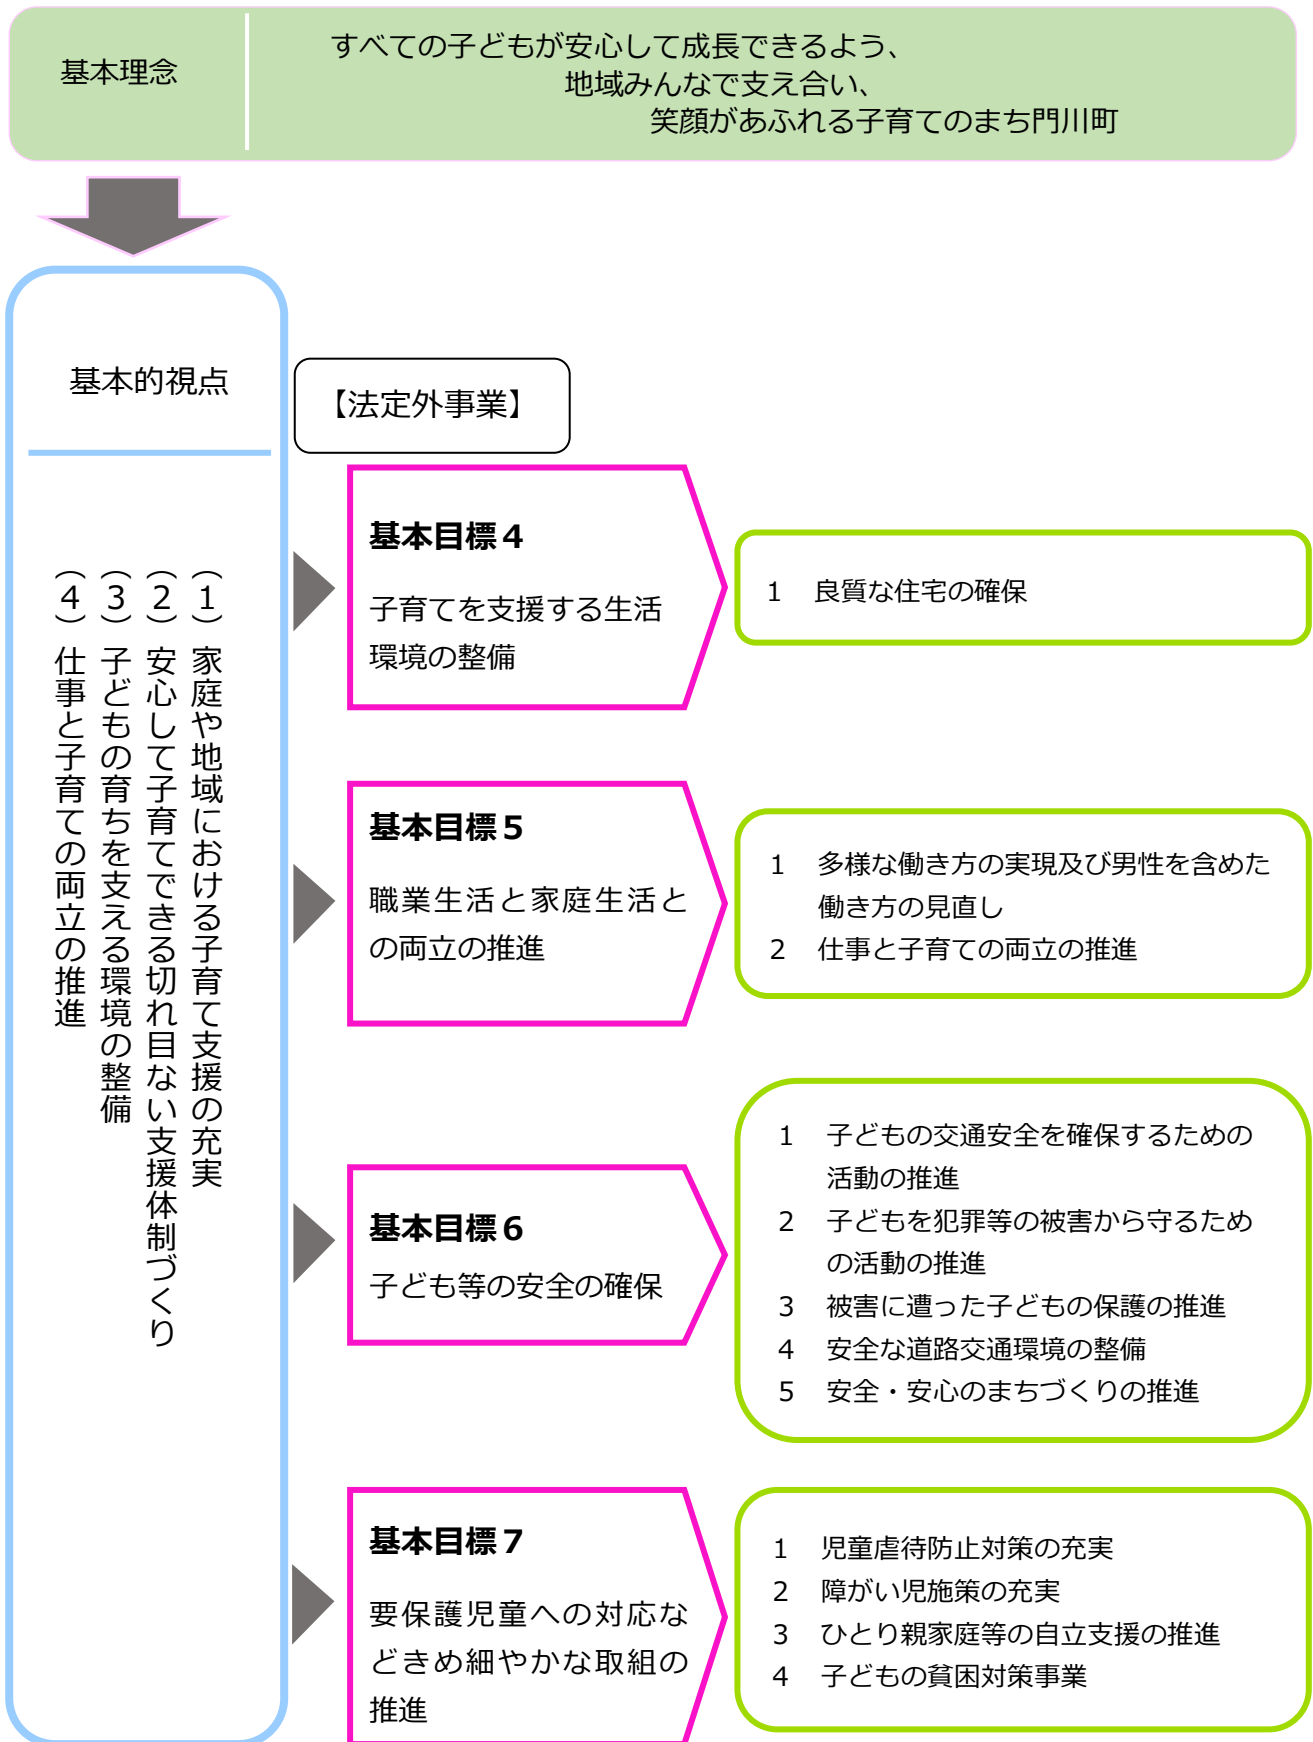 基本理念
すべての子どもが安心して成長できるよう、
地域みんなで支え合い、
笑顔があふれる子育てのまち門川町
基本的視点
（１）家庭や地域における子育て支援の充実
（２）安心して子育てできる切れ目ない支援体制づくり
（３）子どもの育ちを支える環境の整備
（４）仕事と子育ての両立の推進
【法定外事業】
基本目標４
子育てを支援する生活
環境の整備
1　良質な住宅の確保
基本目標５
職業生活と家庭生活と
の両立の推進
1　多様な働き方の実現及び男性を含めた
働き方の見直し
2　仕事と子育ての両立の推進
基本目標６
子ども等の安全の確保
1　子どもの交通安全を確保するための
活動の推進
2　子どもを犯罪等の被害から守るため
の活動の推進
3　被害に遭った子どもの保護の推進
4　安全な道路交通環境の整備
5　安全・安心のまちづくりの推進
基本目標７
要保護児童への対応な
どきめ細やかな取組の
推進
1　児童虐待防止対策の充実
2　障がい児施策の充実
3　ひとり親家庭等の自立支援の推進
4　子どもの貧困対策事業